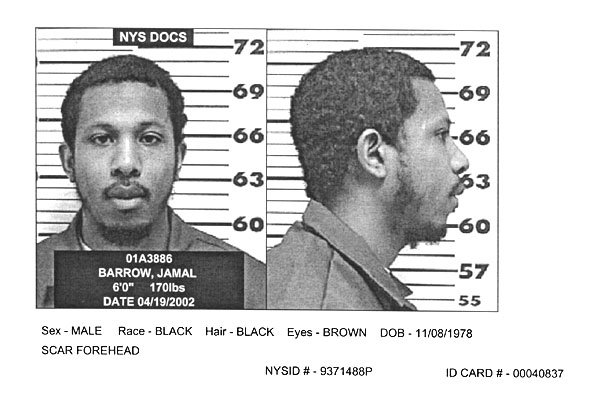 NYS DOCS
72
69
66
63
60
72
69
66
63
60
57
55
01A3886
BARROW, JAMAL
6'0" 170lbs
DATE 04/19/2002
Sex - MALE Race - BLACK Hair - BLACK Eyes - BROWN DOB - 11/08/1978
SCAR FOREHEAD
NYSID # - 9371488P ID CARD # - 00040837